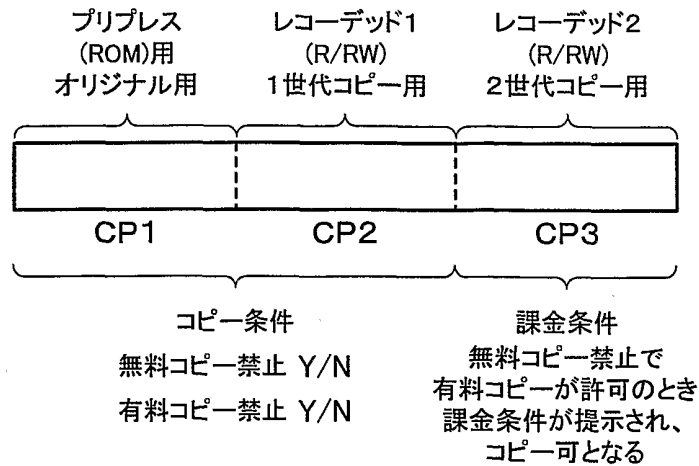 プリプレス
(ROM)用
オリジナル用
レコーデッド1
(R/RW)
1世代コピー用
レコーデッド2
(R/RW)
2世代コピー用
CP1
CP2
CP3
コピー条件
無料コピー禁止 Y/N
有料コピー禁止 Y/N
課金条件
無料コピー禁止で
有料コピーが許可のとき
課金条件が提示され、
コピー可となる